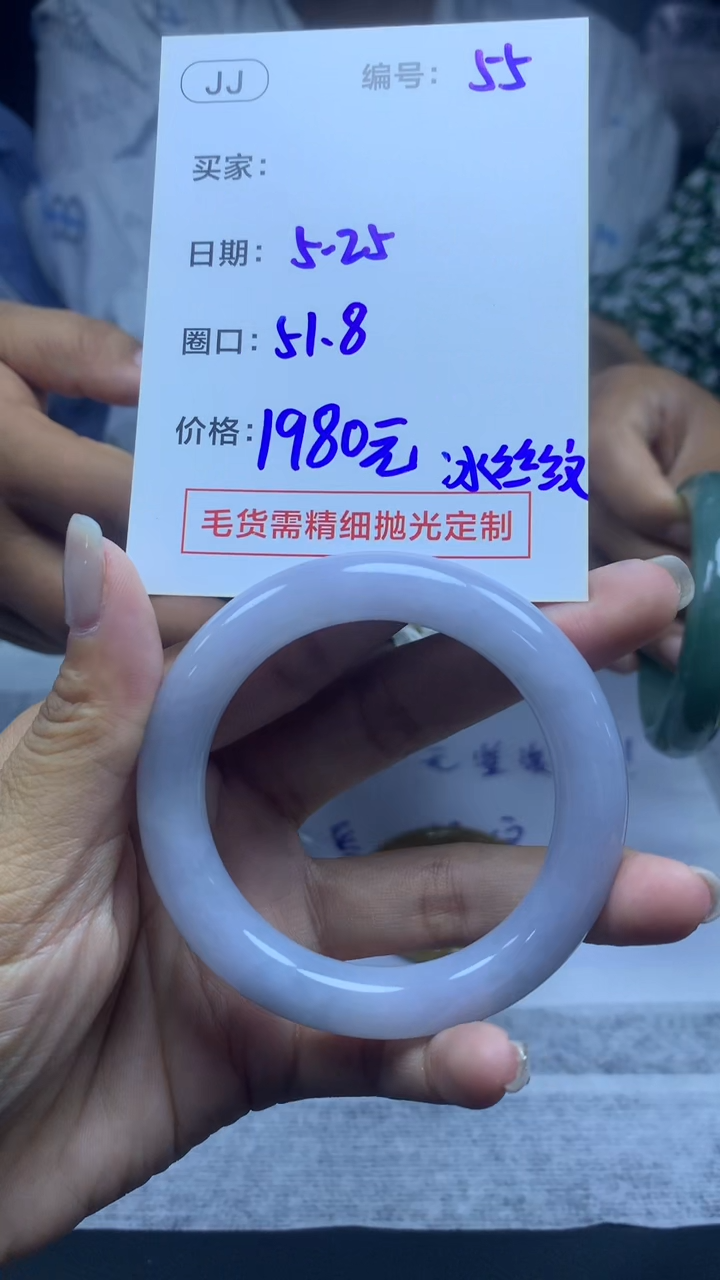 JJ 编号: 55
买家:
日期: 5.25
圈口: 51.8
价格: 1980元 冰丝丝纹
毛货需精细抛光定制